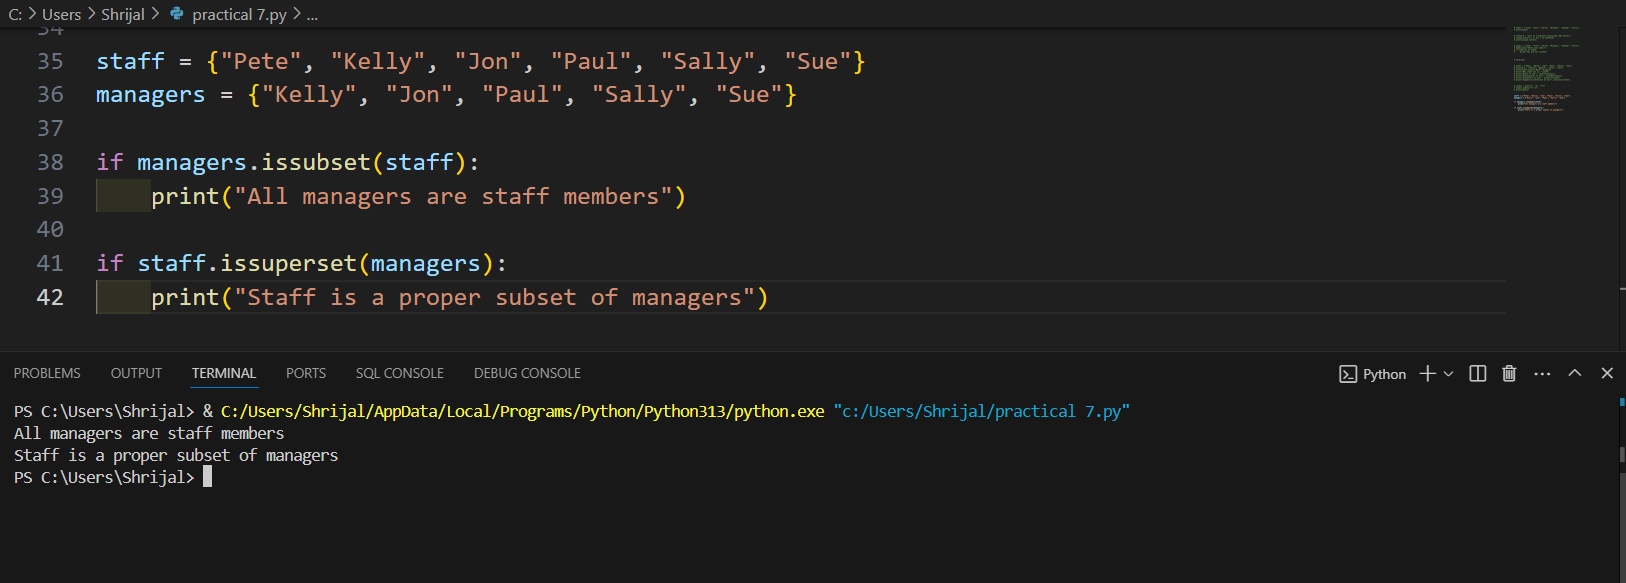 C: > Users > Shrijal > practical 7.py > ...
34
35 staff = {"Pete", "Kelly", "Jon", "Paul", "Sally", "Sue"}
36 managers = {"Kelly", "Jon", "Paul", "Sally", "Sue"}
37
38 if managers.issubset(staff):
39     print("All managers are staff members")
40
41 if staff.issuperset(managers):
42     print("Staff is a proper subset of managers")
PROBLEMS OUTPUT TERMINAL PORTS SQL CONSOLE DEBUG CONSOLE Python
PS C:\Users\Shrijal> & C:/Users/Shrijal/AppData/Local/Programs/Python/Python313/python.exe "c:/Users/Shrijal/practical 7.py"
All managers are staff members
Staff is a proper subset of managers
PS C:\Users\Shrijal>